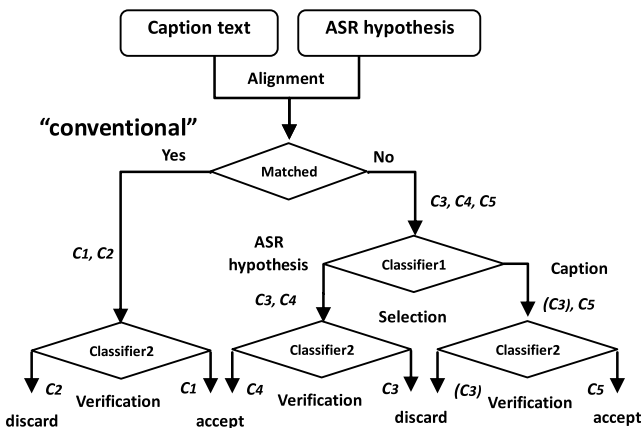 Caption text
ASR hypothesis
Alignment
“conventional”
Yes
Matched
No
C3, C4, C5
C1, C2
ASR
hypothesis
Classifier1
Caption
C3, C4
Selection
(C3), C5
Classifier2
Classifier2
Classifier2
C2
Verification
C1
C4
Verification
C3
(C3)
Verification
C5
discard
accept
discard
accept